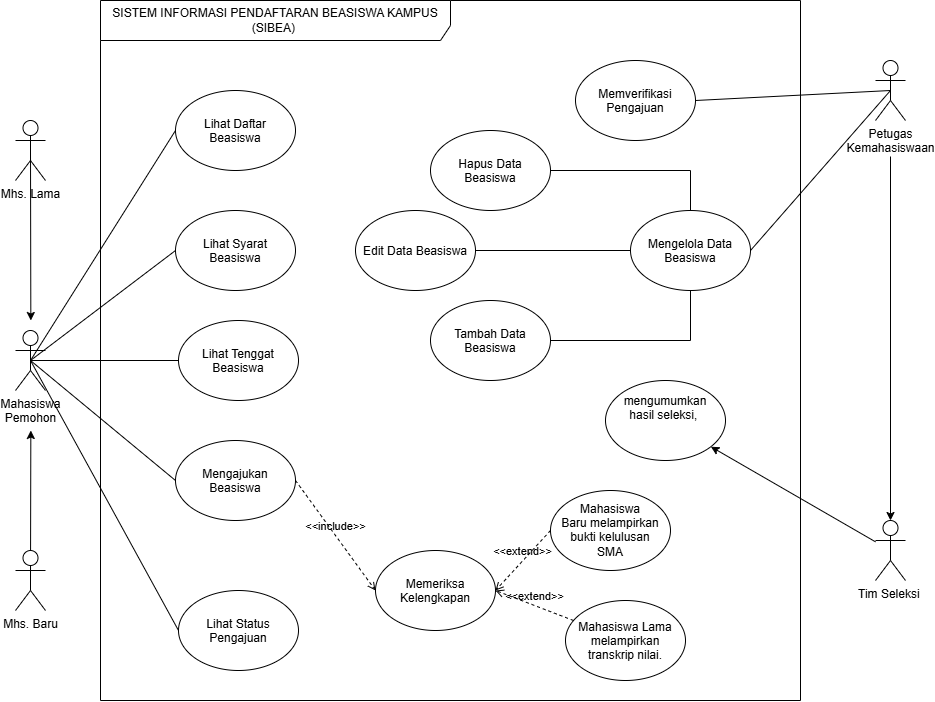 SISTEM INFORMASI PENDAFTARAN BEASISWA KAMPUS
(SIBEA)
Lihat Daftar
Beasiswa
Lihat Syarat
Beasiswa
Lihat Tenggat
Beasiswa
Mengajukan
Beasiswa
Lihat Status
Pengajuan
Mhs. Lama
Mahasiswa
Pemohon
Mhs. Baru
Memverifikasi
Pengajuan
Hapus Data
Beasiswa
Edit Data Beasiswa
Mengelola Data
Beasiswa
Tambah Data
Beasiswa
mengumumkan
hasil seleksi,
<<include>>
Memeriksa
Kelengkapan
<<extend>>
<<extend>>
Mahasiswa
Baru melampirkan
bukti kelulusan
SMA
Mahasiswa Lama
melampirkan
transkrip nilai.
Petugas
Kemahasiswaan
Tim Seleksi